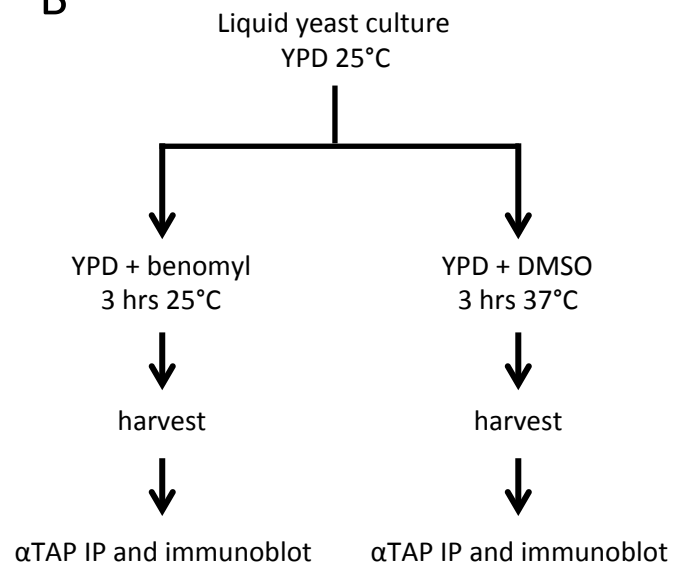 B
Liquid yeast culture
YPD 25°C
YPD + benomyl
3 hrs 25°C
YPD + DMSO
3 hrs 37°C
harvest
harvest
αTAP IP and immunoblot
αTAP IP and immunoblot